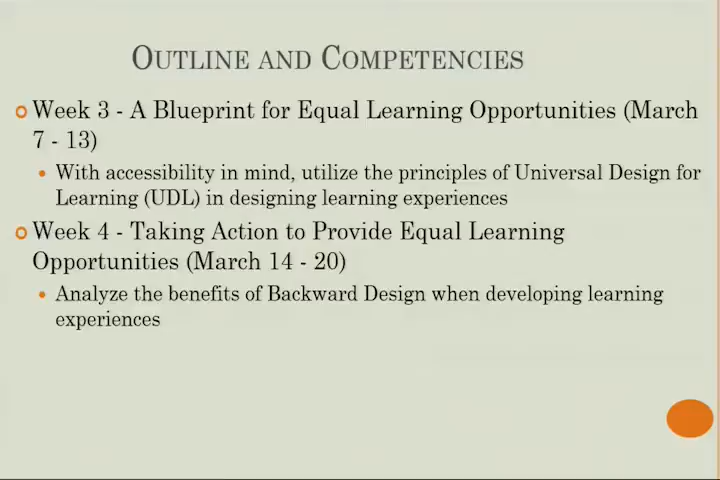 OUTLINE AND COMPETENCIES
Week 3 - A Blueprint for Equal Learning Opportunities (March
7 - 13)
With accessibility in mind, utilize the principles of Universal Design for
Learning (UDL) in designing learning experiences
Week 4 - Taking Action to Provide Equal Learning
Opportunities (March 14 - 20)
Analyze the benefits of Backward Design when developing learning
experiences